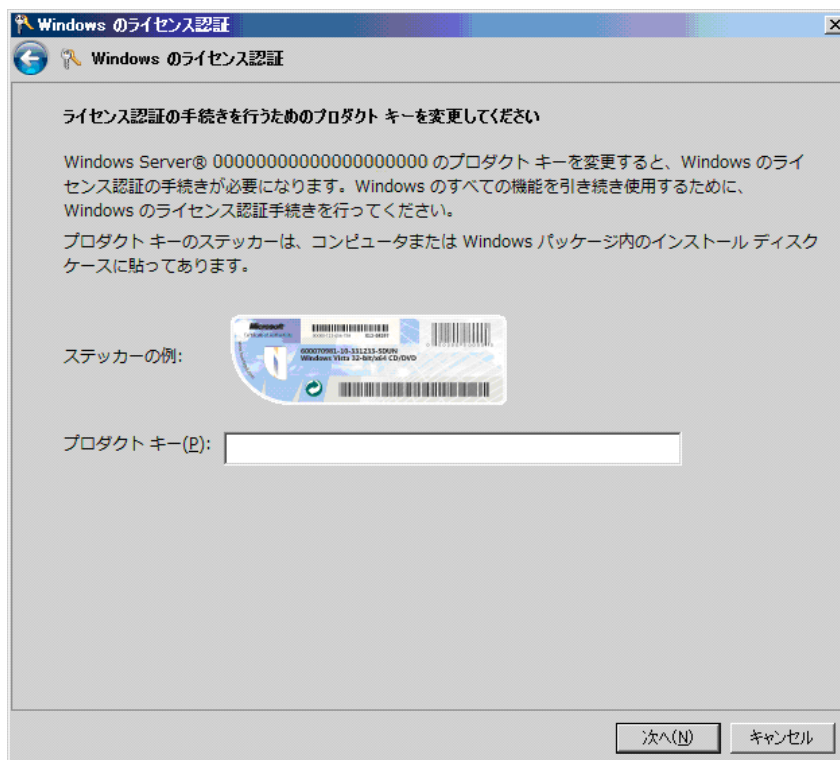 Windows のライセンス認証
Windows のライセンス認証
ライセンス認証の手続きを行うためのプロダクト キーを変更してください
Windows Server® 00000000000000000000 のプロダクト キーを変更すると、Windows のライ
センス認証の手続きが必要になります。Windows のすべての機能を引き続き使用するために、
Windows のライセンス認証手続きを行ってください。
プロダクト キーのステッカーは、コンピュータまたは Windows パッケージ内のインストール ディスク
ケースに貼ってあります。
ステッカーの例:
Microsoft
Windows Vista 32-bit/x64 CD/DVD
プロダクト キー(P):
次へ(N)
キャンセル